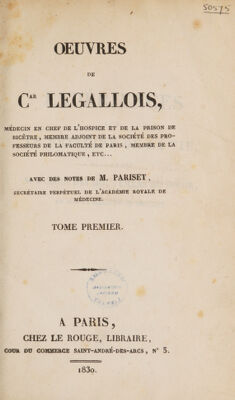 50575
OEUVRES
DE
Car LEGALLOIS,
MÉDECIN EN CHEF DE L'HOSPICE ET DE LA PRISON DE
BICÊTRE, MEMBRE ADJOINT DE LA SOCIÉTÉ DES PRO-
FESSEURS DE LA FACULTÉ DE PARIS, MEMBRE DE LA
SOCIÉTÉ PHILOMATIQUE, ETC...
AVEC DES NOTES DE M. PARISET,
SECRÉTAIRE PERPÉTUEL DE L'ACADÉMIE ROYALE DE
MÉDECINE.
TOME PREMIER.
A PARIS,
CHEZ LE ROUGE, LIBRAIRE,
COUR DU COMMERCE SAINT-ANDRÉ-DES-ARCS, N° 3.
1830.